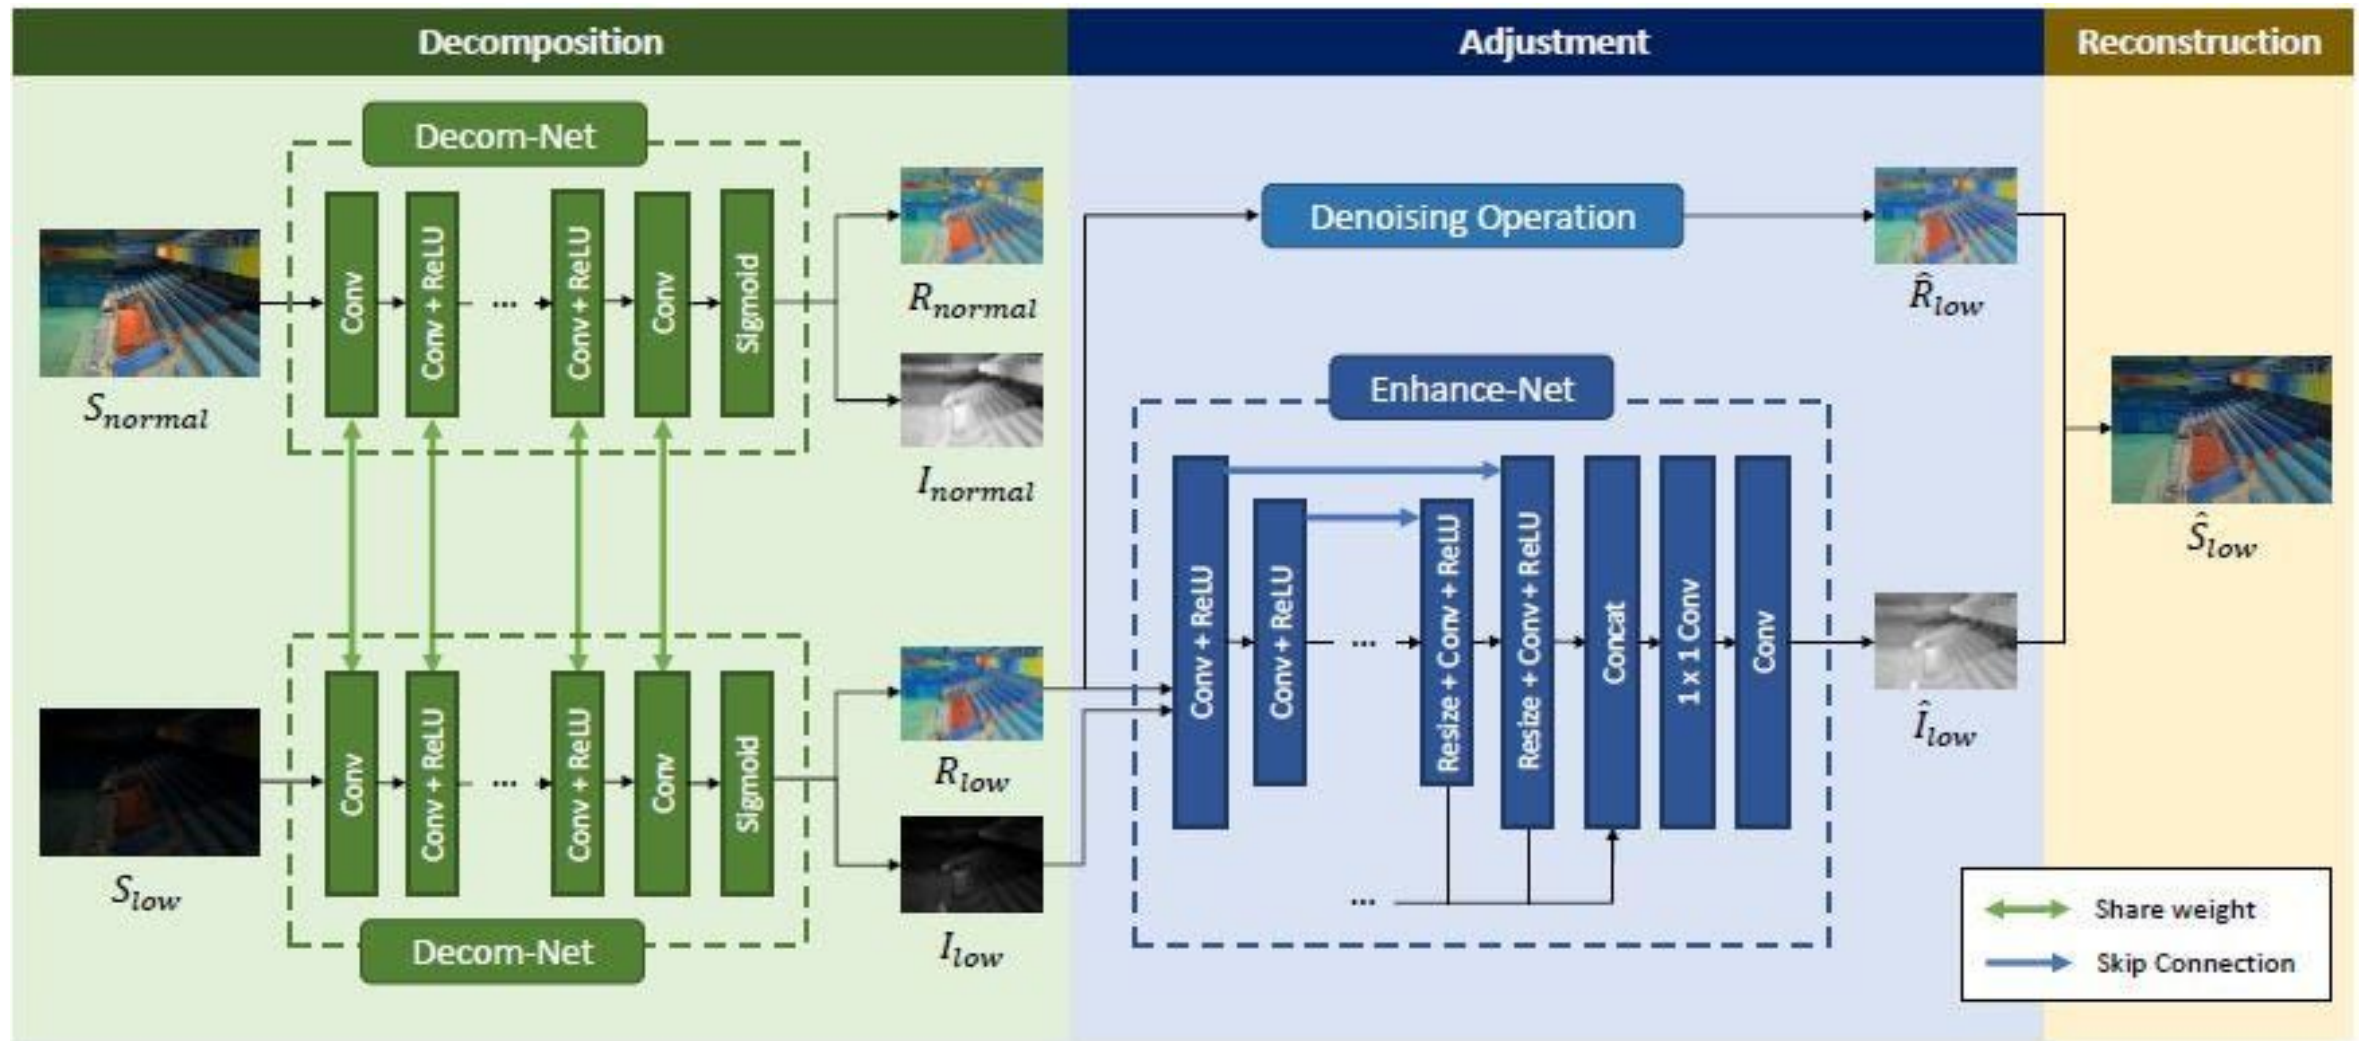 Decomposition
Adjustment
Reconstruction
Decom-Net
Conv
Conv + ReLU
...
Conv + ReLU
Conv
Sigmoid
S_normal
R_normal
I_normal
Denoising Operation
R̂_low
Enhance-Net
Conv + ReLU
Conv + ReLU
...
Resize + Conv + ReLU
Resize + Conv + ReLU
Concat
1 x 1 Conv
Conv
...
Ŝ_low
Î_low
Conv
Conv + ReLU
...
Conv + ReLU
Conv
Sigmoid
S_low
R_low
I_low
Decom-Net
Share weight
Skip Connection